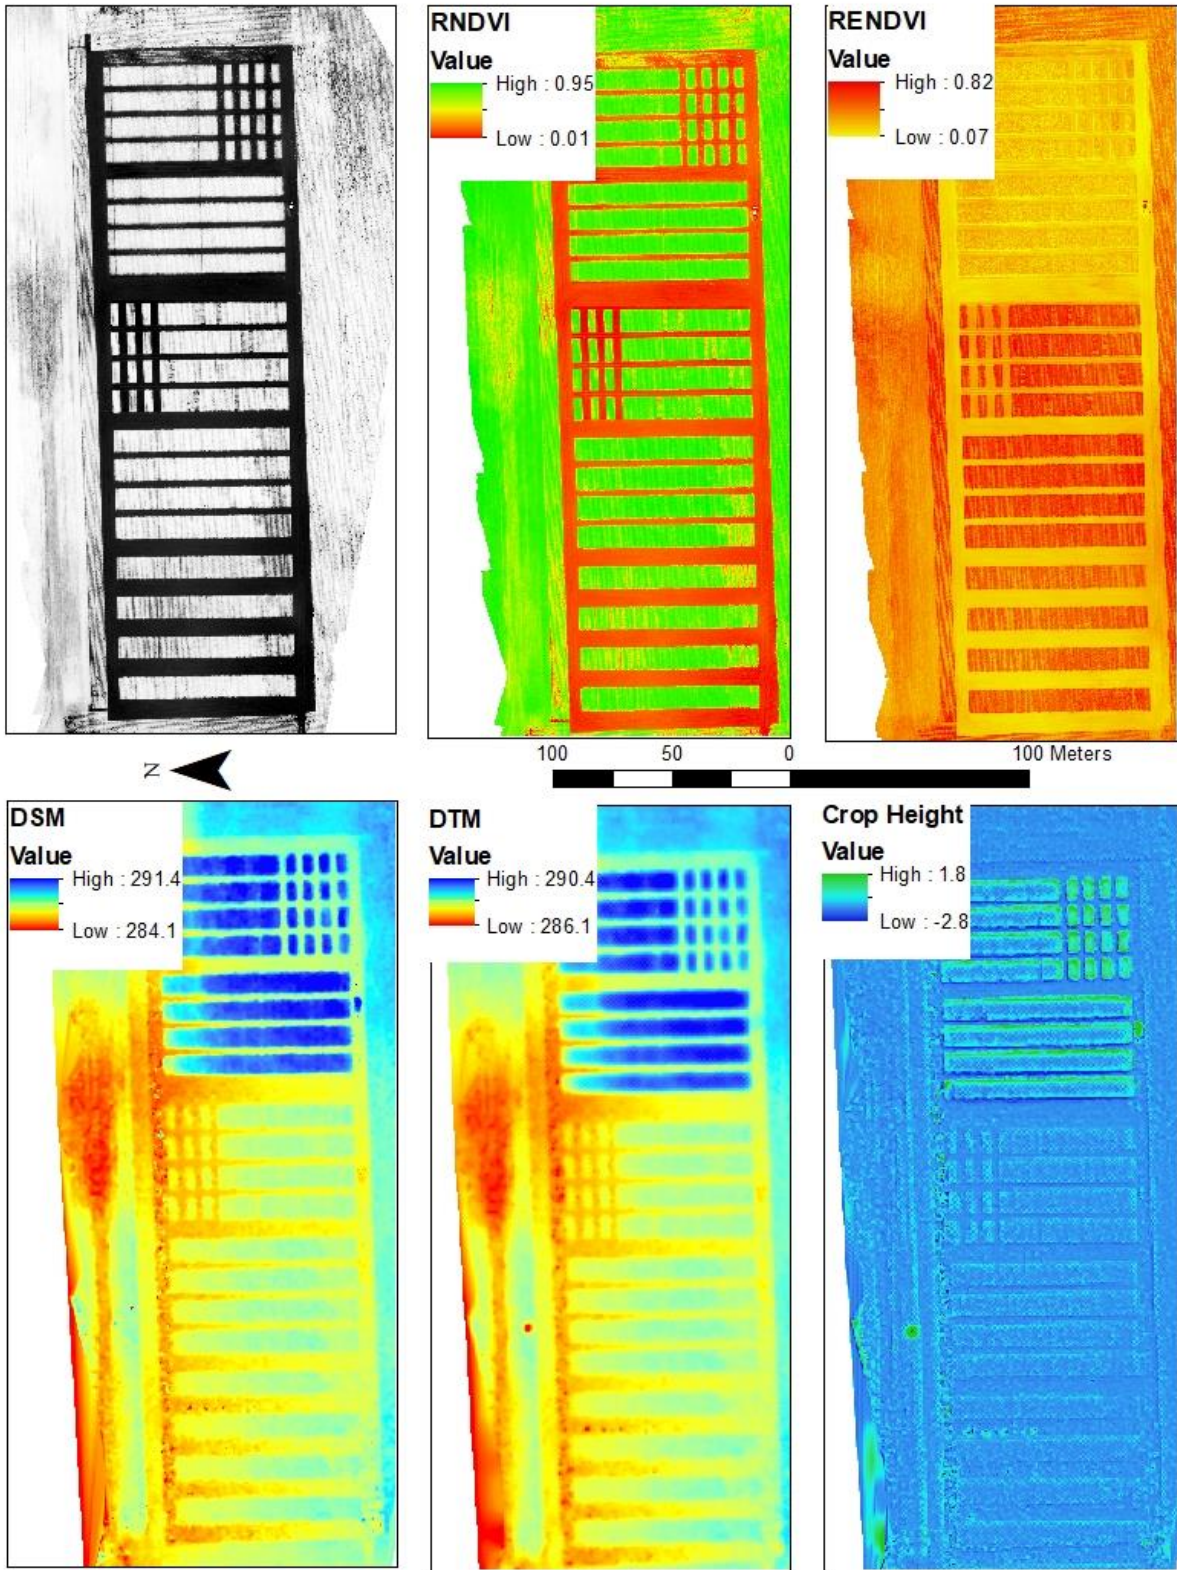 RNDVI
Value
High : 0.95
Low : 0.01
RENDVI
Value
High : 0.82
Low : 0.07
N
100 50 0 100 Meters
DSM
Value
High : 291.4
Low : 284.1
DTM
Value
High : 290.4
Low : 286.1
Crop Height
Value
High : 1.8
Low : -2.8